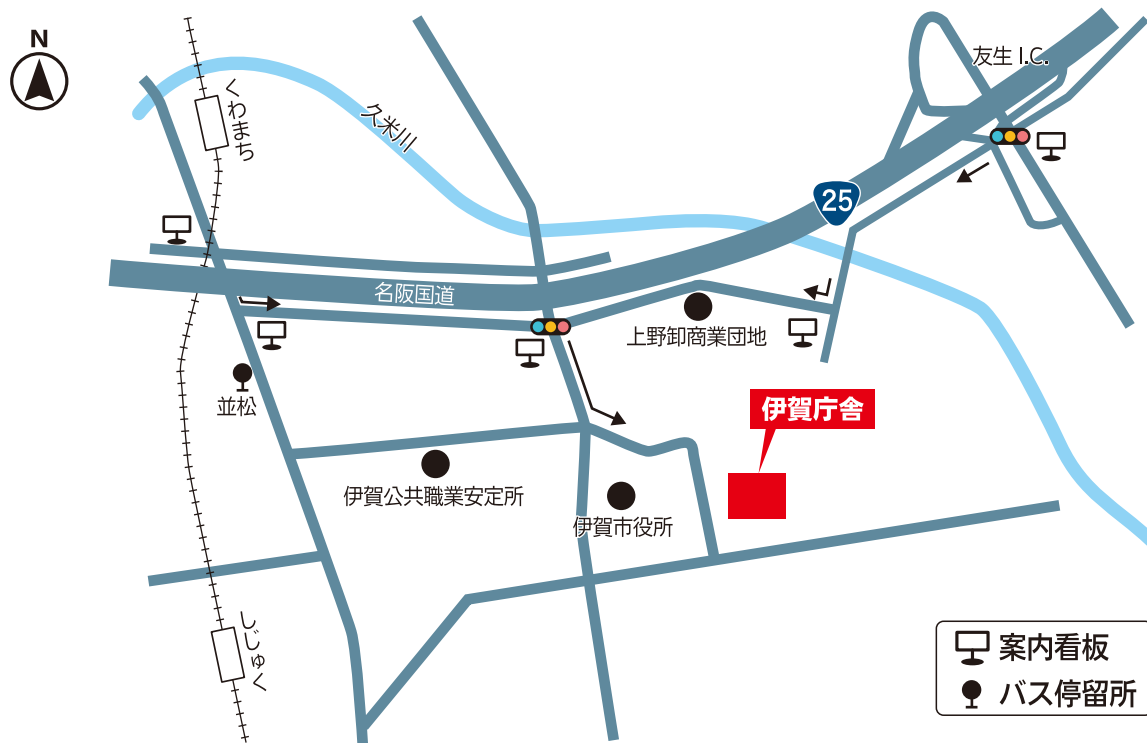 N
くわまち
久米川
友生 I.C.
25
名阪国道
上野卸商業団地
並松
伊賀庁舎
伊賀公共職業安定所
伊賀市役所
しじゅく
案内看板
バス停留所